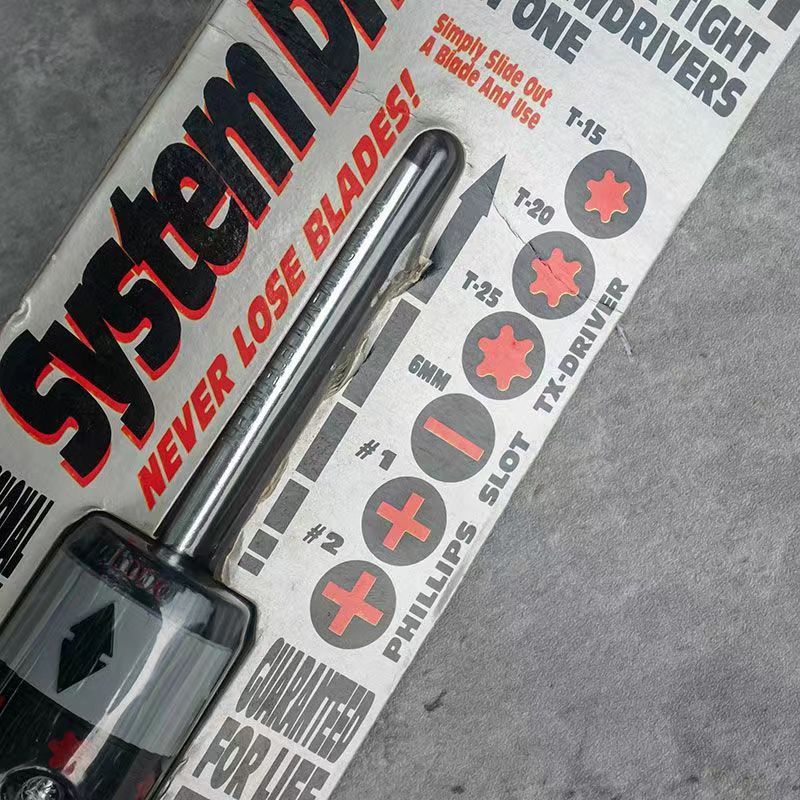 System
NEVER LOSE BLADES!
TIGHT
ONE
Simply Slide Out
A Blade And Use
T-15
T-20
T-25
6MM
#1
#2
TX-DRIVER
SLOT
PHILLIPS
GUARANTEED
FOR LIFE